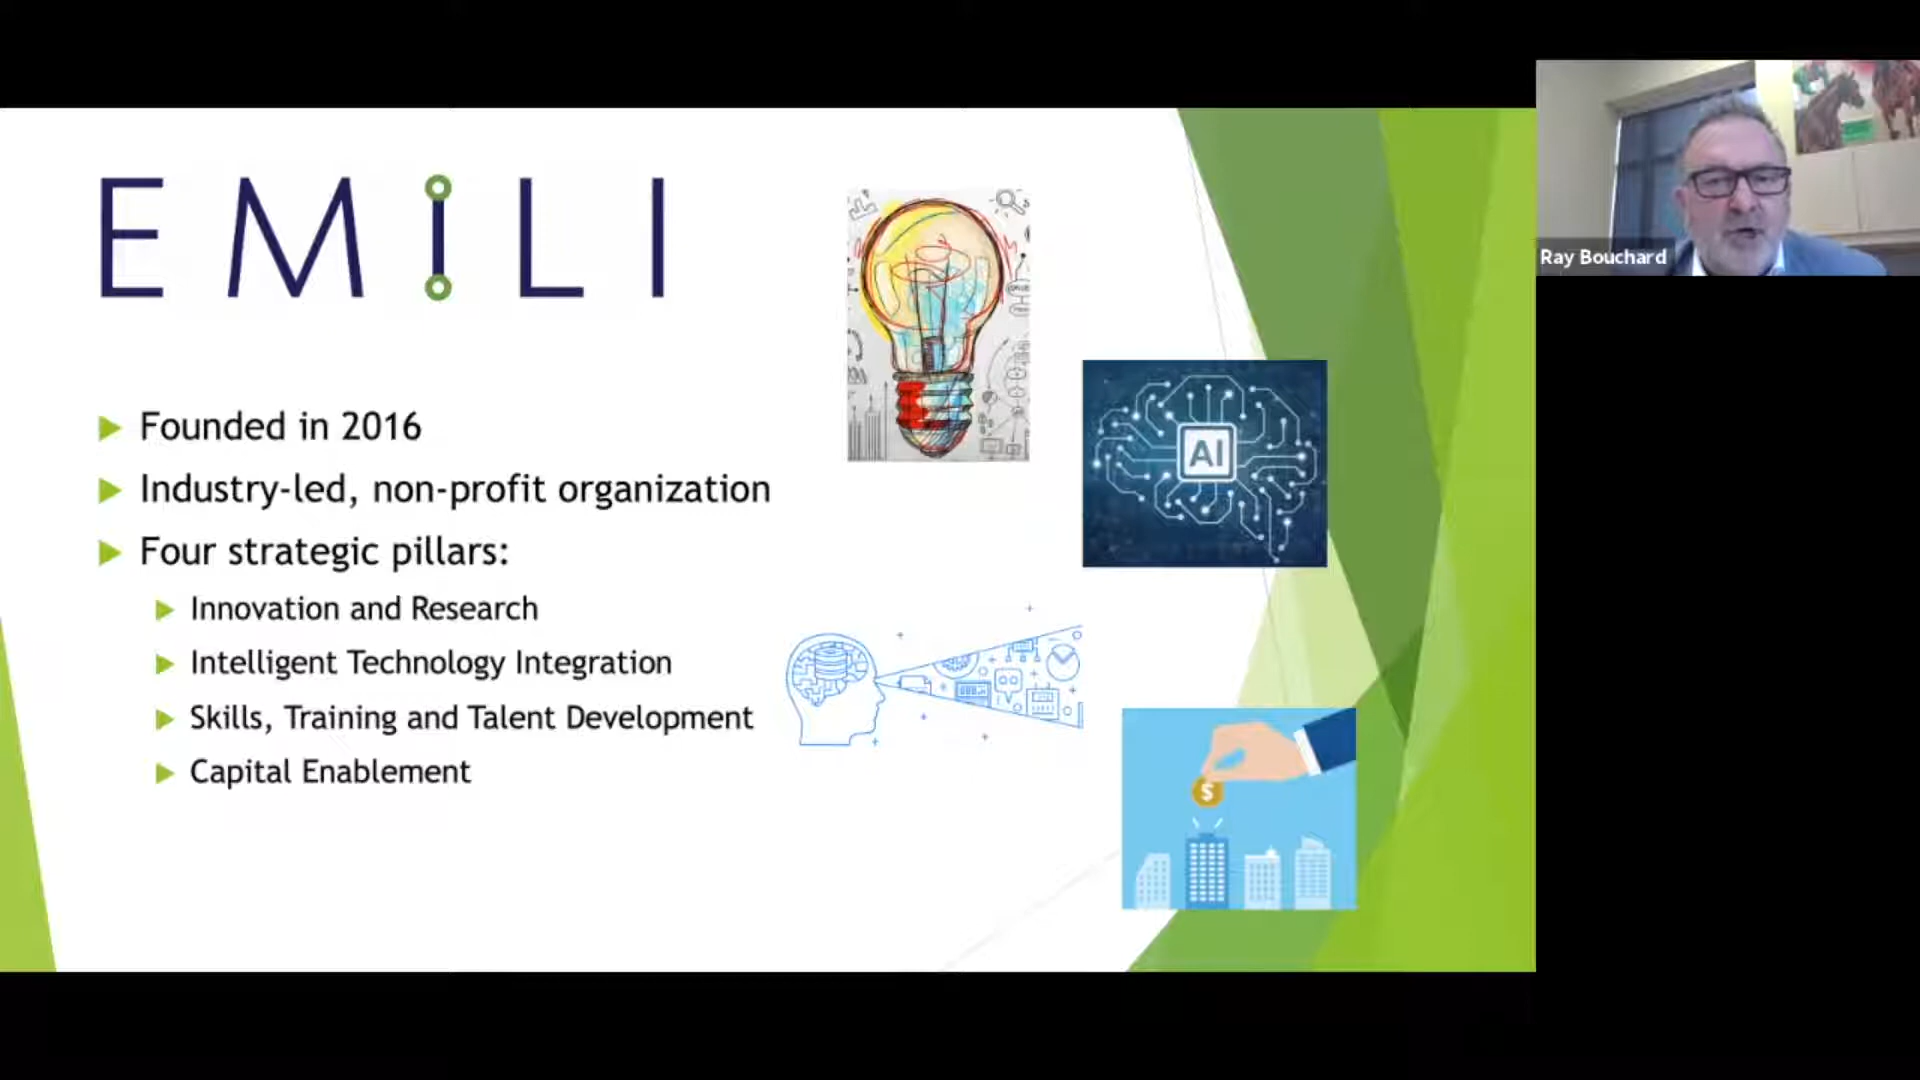 EMILI
Founded in 2016
Industry-led, non-profit organization
Four strategic pillars:
Innovation and Research
Intelligent Technology Integration
Skills, Training and Talent Development
Capital Enablement
AI
$
Ray Bouchard